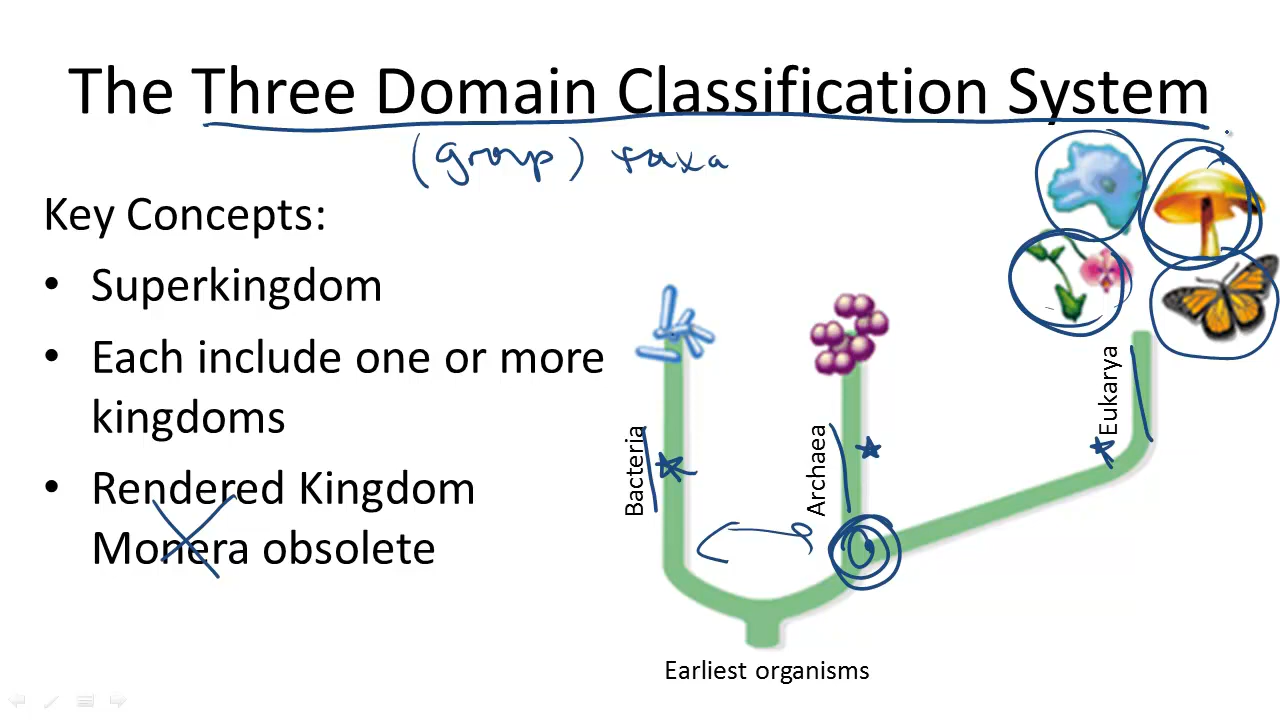 The Three Domain Classification System
(group) taxa
Key Concepts:
• Superkingdom
• Each include one or more
kingdoms
• Rendered Kingdom
Monera obsolete
Bacteria
Archaea
Eukarya
Earliest organisms